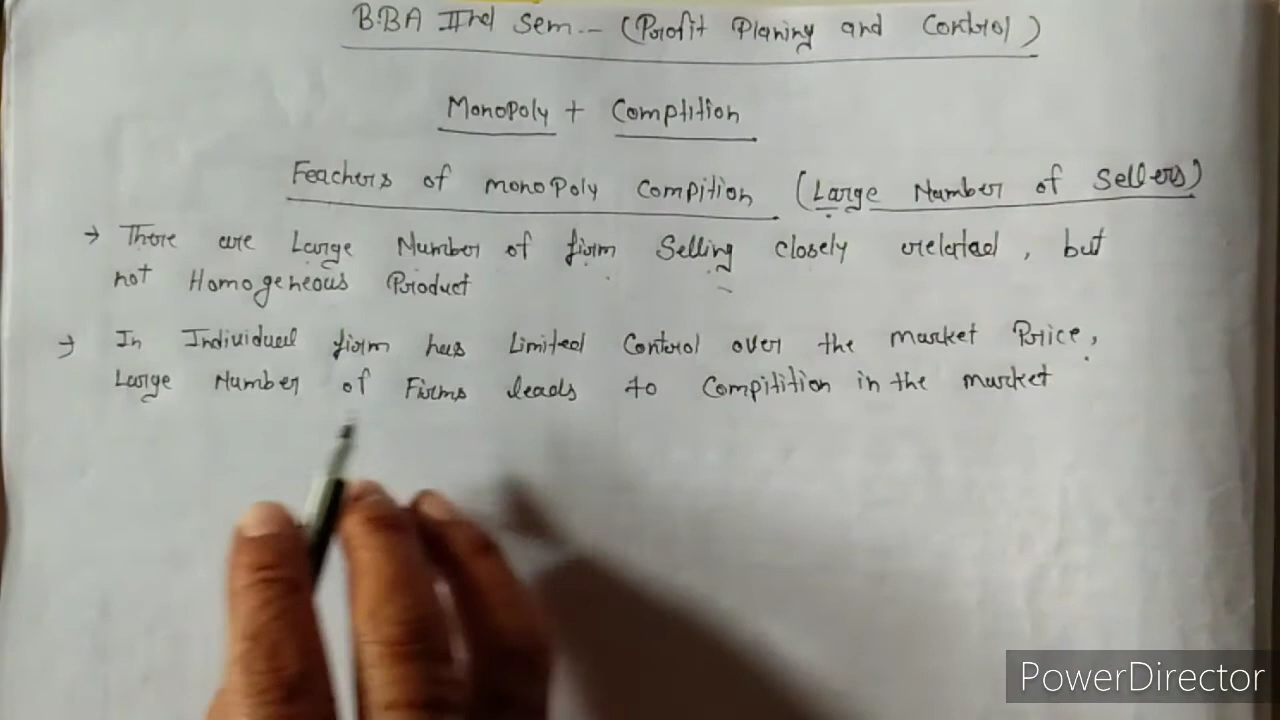 B.BA IInd Sem. - (Profit Planing and Control)
Monopoly + Comptition
Feachers of monopoly Compition (Large Number of Sellers)
→ There are Large Number of firm Selling closely related, but
not Homogeneous Product
→ In Individual firm has Limited Control over the market Price,
Large Number of Firms leads to Compitition in the market
PowerDirector